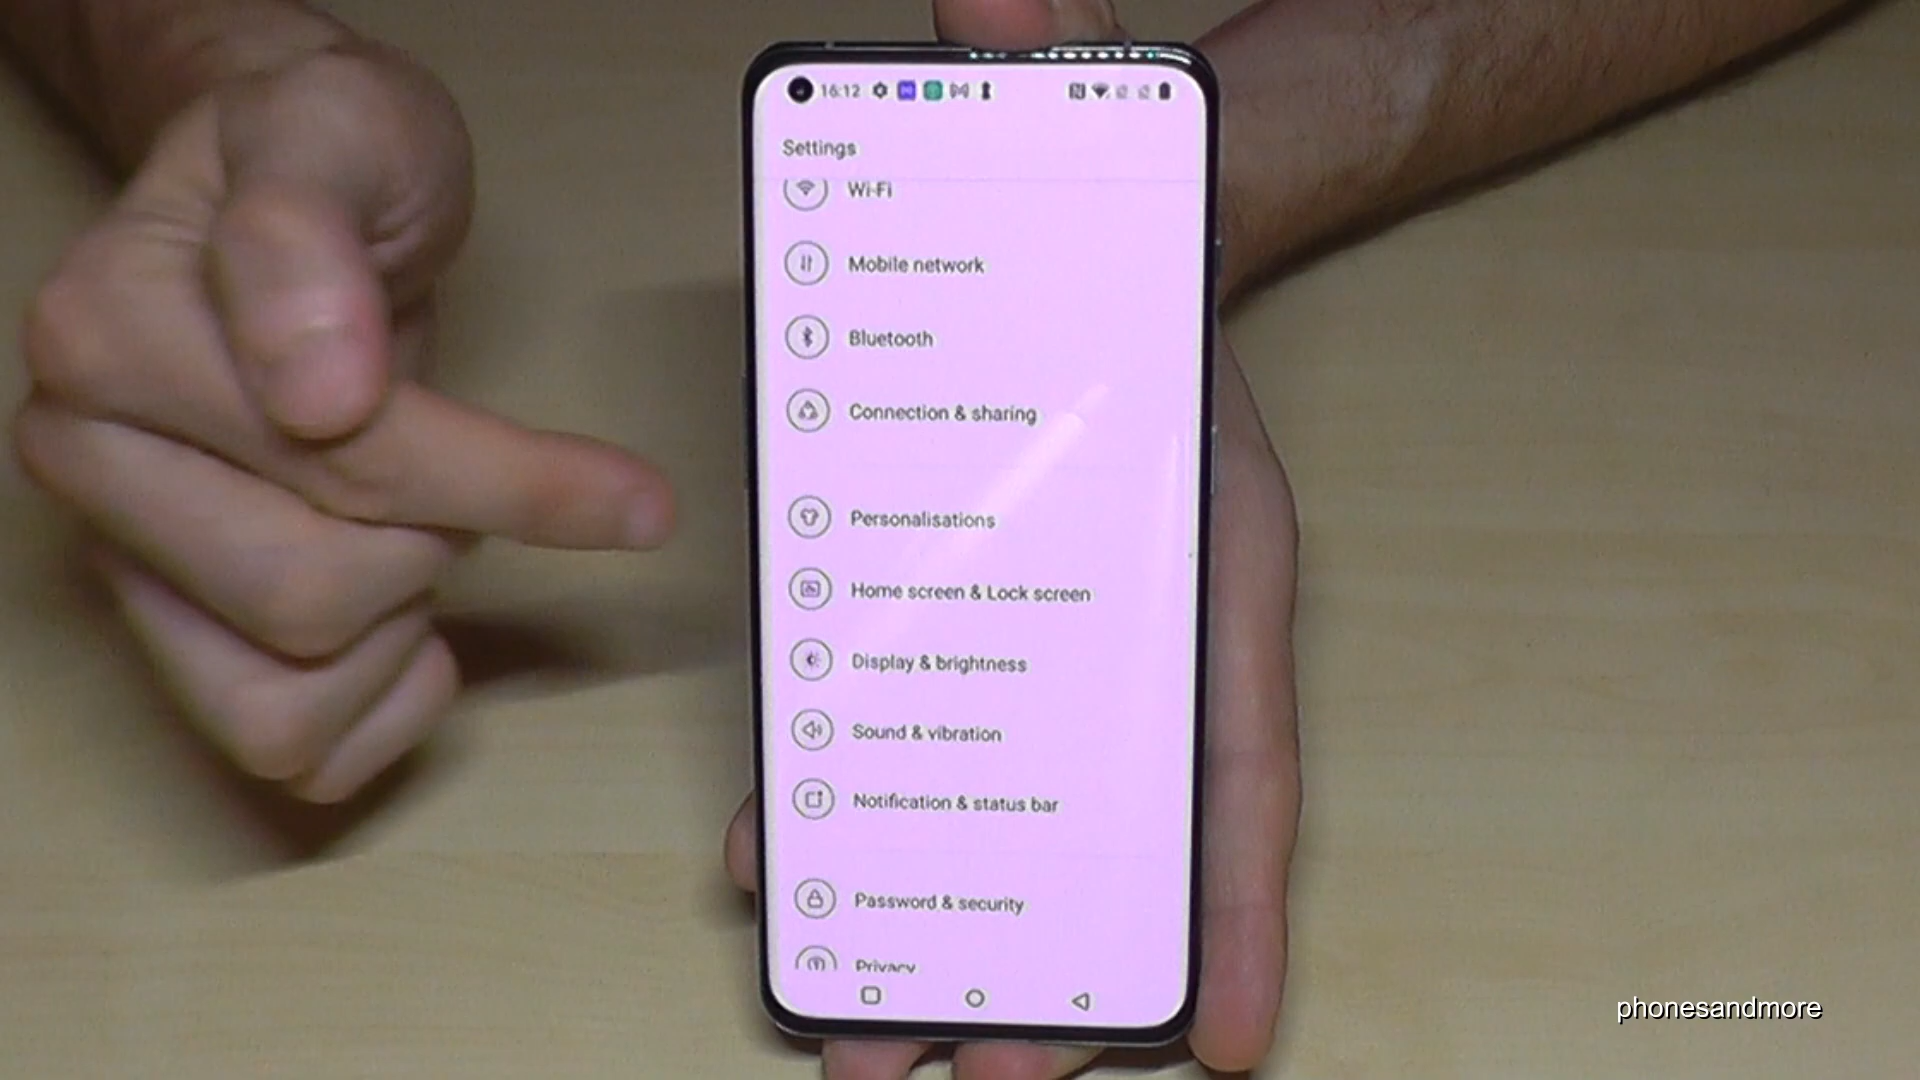 16:12
Settings
Wi-Fi
Mobile network
Bluetooth
Connection & sharing
Personalisations
Home screen & Lock screen
Display & brightness
Sound & vibration
Notification & status bar
Password & security
Privacy
phonesandmore